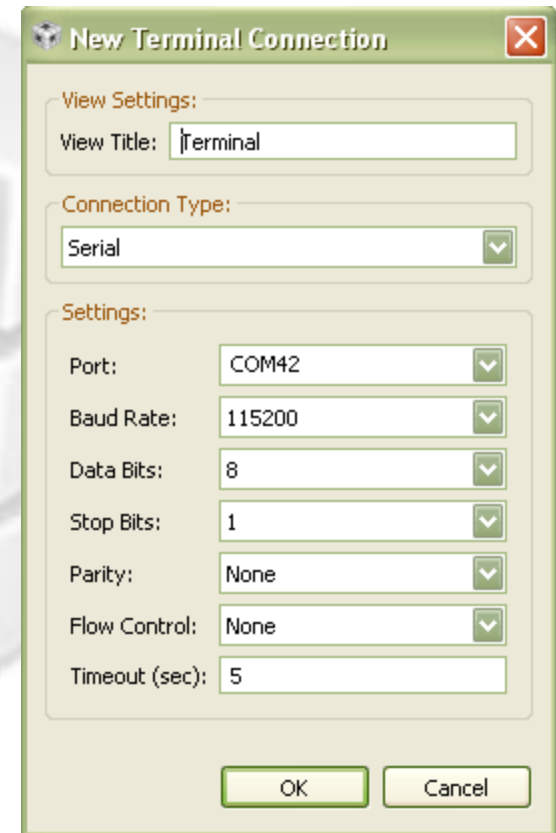 New Terminal Connection
View Settings:
View Title: Terminal
Connection Type:
Serial
Settings:
Port: COM42
Baud Rate: 115200
Data Bits: 8
Stop Bits: 1
Parity: None
Flow Control: None
Timeout (sec): 5
OK Cancel